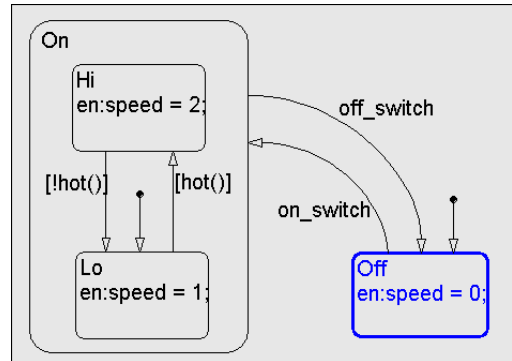 On
Hi
en:speed = 2;
off_switch
[!hot()]
[hot()]
on_switch
Lo
en:speed = 1;
Off
en:speed = 0;